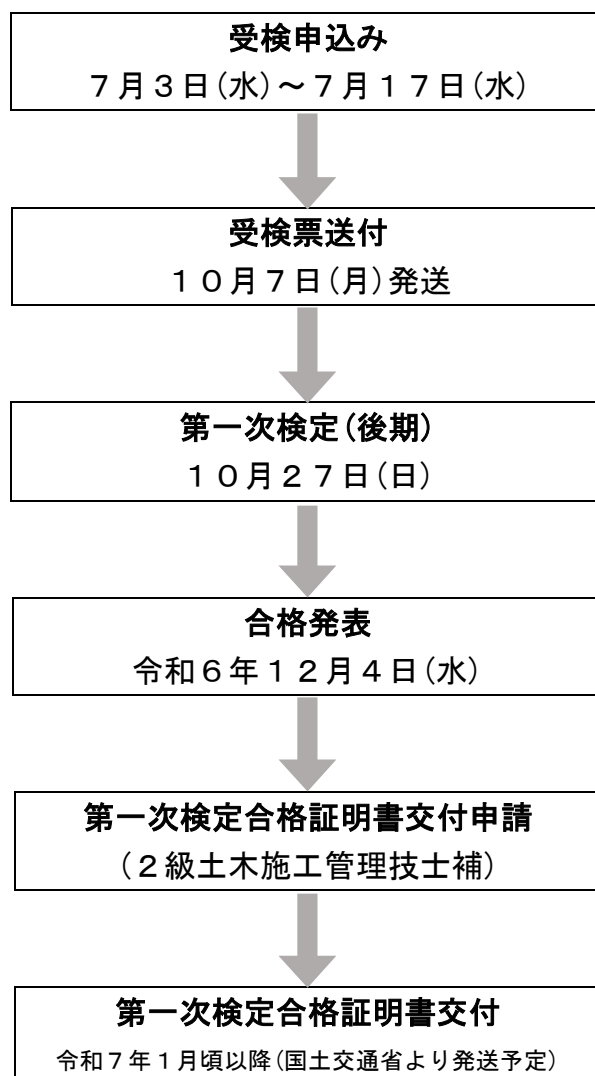 受検申込み
７月３日(水)～７月１７日(水)
受検票送付
１０月７日(月)発送
第一次検定(後期)
１０月２７日(日)
合格発表
令和６年１２月４日(水)
第一次検定合格証明書交付申請
(２級土木施工管理技士補)
第一次検定合格証明書交付
令和７年１月頃以降(国土交通省より発送予定)